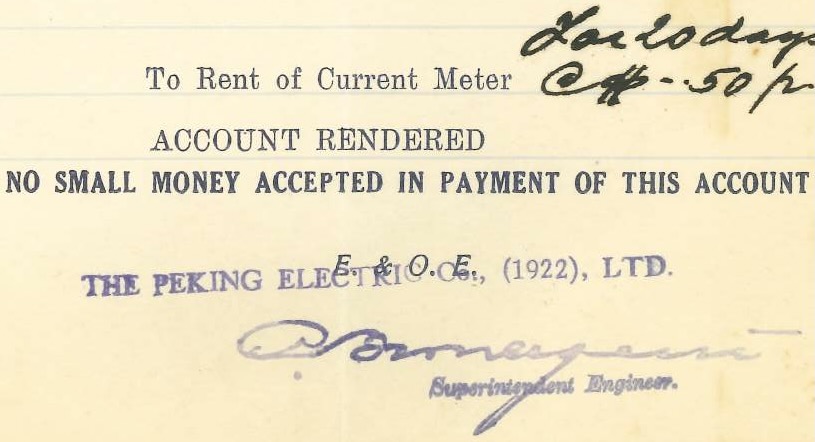 For 20 days
To Rent of Current Meter @ $ -.50 p.
ACCOUNT RENDERED
NO SMALL MONEY ACCEPTED IN PAYMENT OF THIS ACCOUNT
E. & O. E.
THE PEKING ELECTRIC Co., (1922), LTD.
Superintendent Engineer.